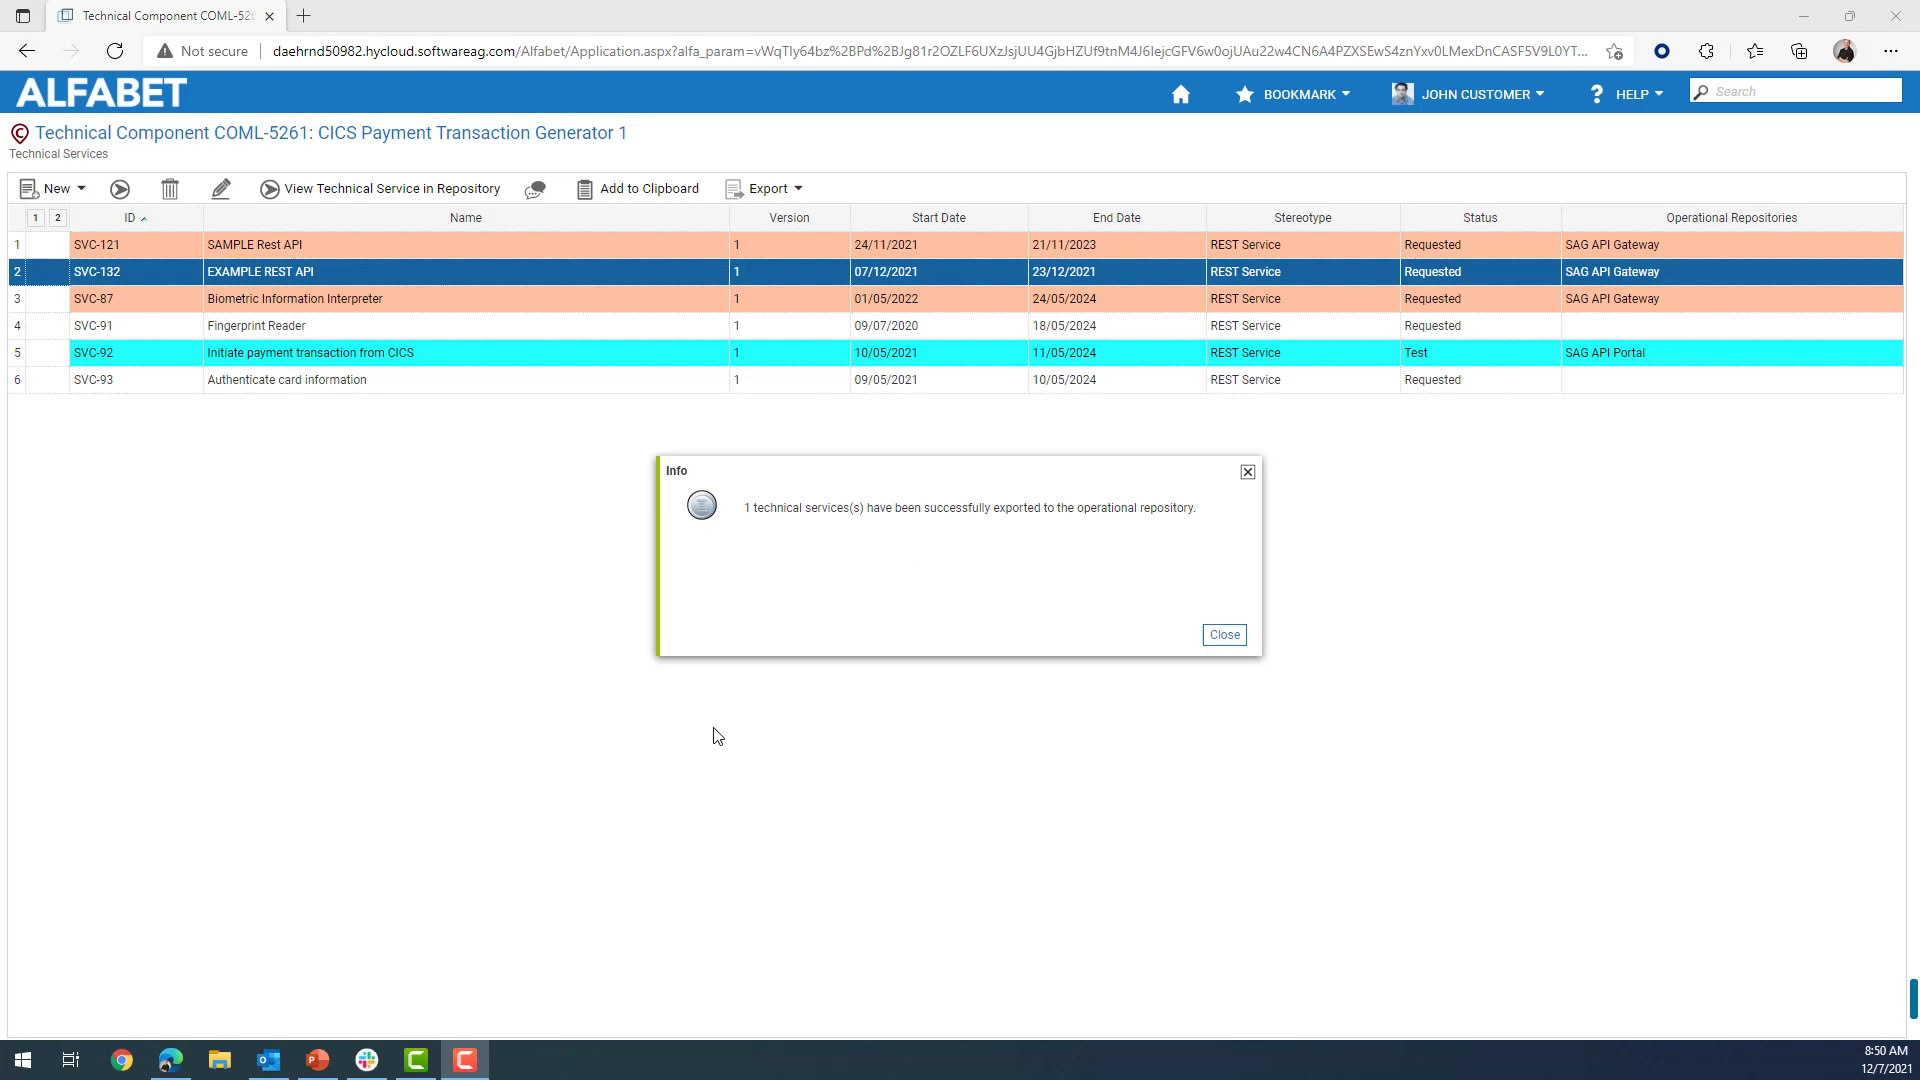 Technical Component COML-526
Not secure
daehrnd50982.hycloud.softwareag.com/Alfabet/Application.aspx?alfa_param=vWqTIy64bz%2BPd%2BJg81r2OZLF6UXzJsjUU4GjbHZUf9tnM4J6IejcGFV6w0ojUAu22w4CN6A4PZXSEwS4znYxv0LMexDnCASF5V9L0YT...
ALFABET
BOOKMARK
JOHN CUSTOMER
? HELP
Search
Technical Component COML-5261: CICS Payment Transaction Generator 1
Technical Services
New
View Technical Service in Repository
Add to Clipboard
Export
1 2 ID Name Version Start Date End Date Stereotype Status Operational Repositories
1 SVC-121 SAMPLE Rest API 1 24/11/2021 21/11/2023 REST Service Requested SAG API Gateway
2 SVC-132 EXAMPLE REST API 1 07/12/2021 23/12/2021 REST Service Requested SAG API Gateway
3 SVC-87 Biometric Information Interpreter 1 01/05/2022 24/05/2024 REST Service Requested SAG API Gateway
4 SVC-91 Fingerprint Reader 1 09/07/2020 18/05/2024 REST Service Requested
5 SVC-92 Initiate payment transaction from CICS 1 10/05/2021 11/05/2024 REST Service Test SAG API Portal
6 SVC-93 Authenticate card information 1 09/05/2021 10/05/2024 REST Service Requested
Info
1 technical services(s) have been successfully exported to the operational repository.
Close
8:50 AM
12/7/2021